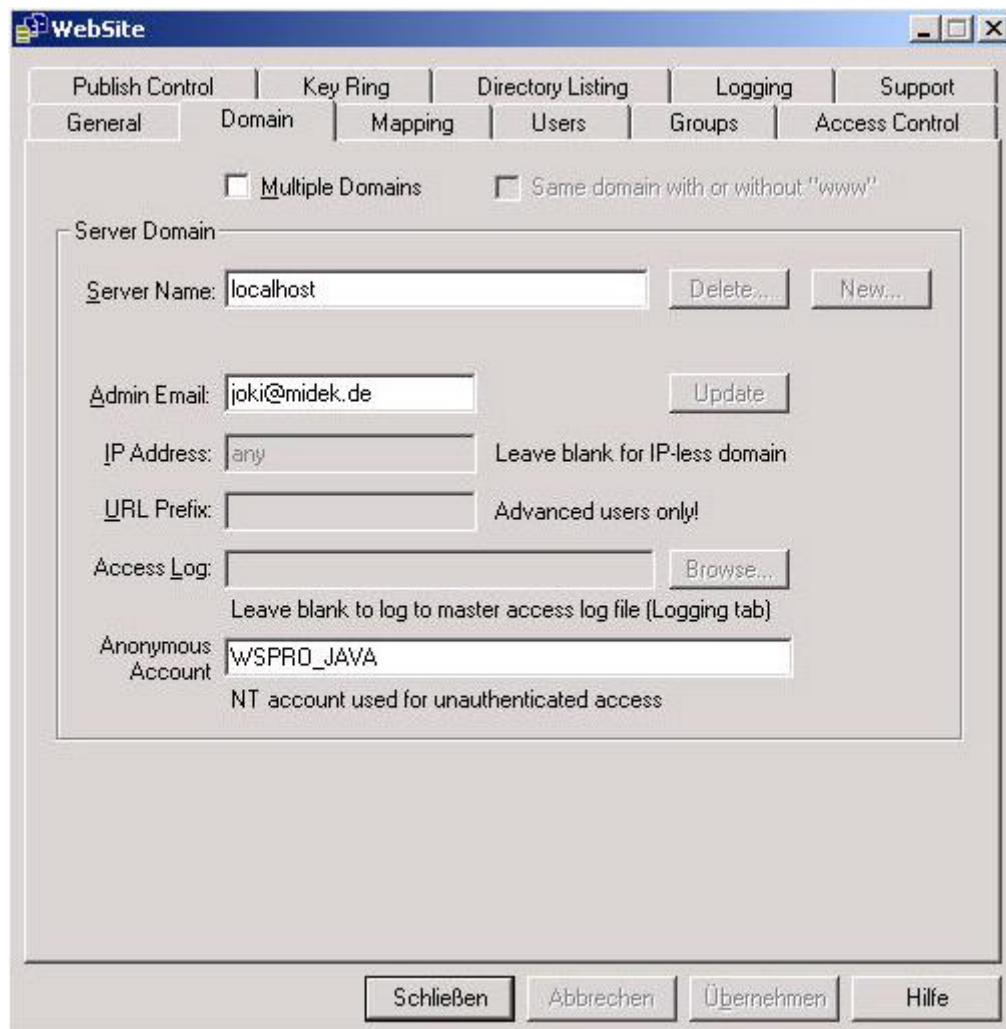 WebSite
Publish Control Key Ring Directory Listing Logging Support
General Domain Mapping Users Groups Access Control
Multiple Domains Same domain with or without "www"
Server Domain
Server Name: localhost Delete.... New...
Admin Email: joki@midek.de Update
IP Address: any Leave blank for IP-less domain
URL Prefix: Advanced users only!
Access Log: Browse...
Leave blank to log to master access log file (Logging tab)
Anonymous
Account WSPRO_JAVA
NT account used for unauthenticated access
Schließen Abbrechen Übernehmen Hilfe